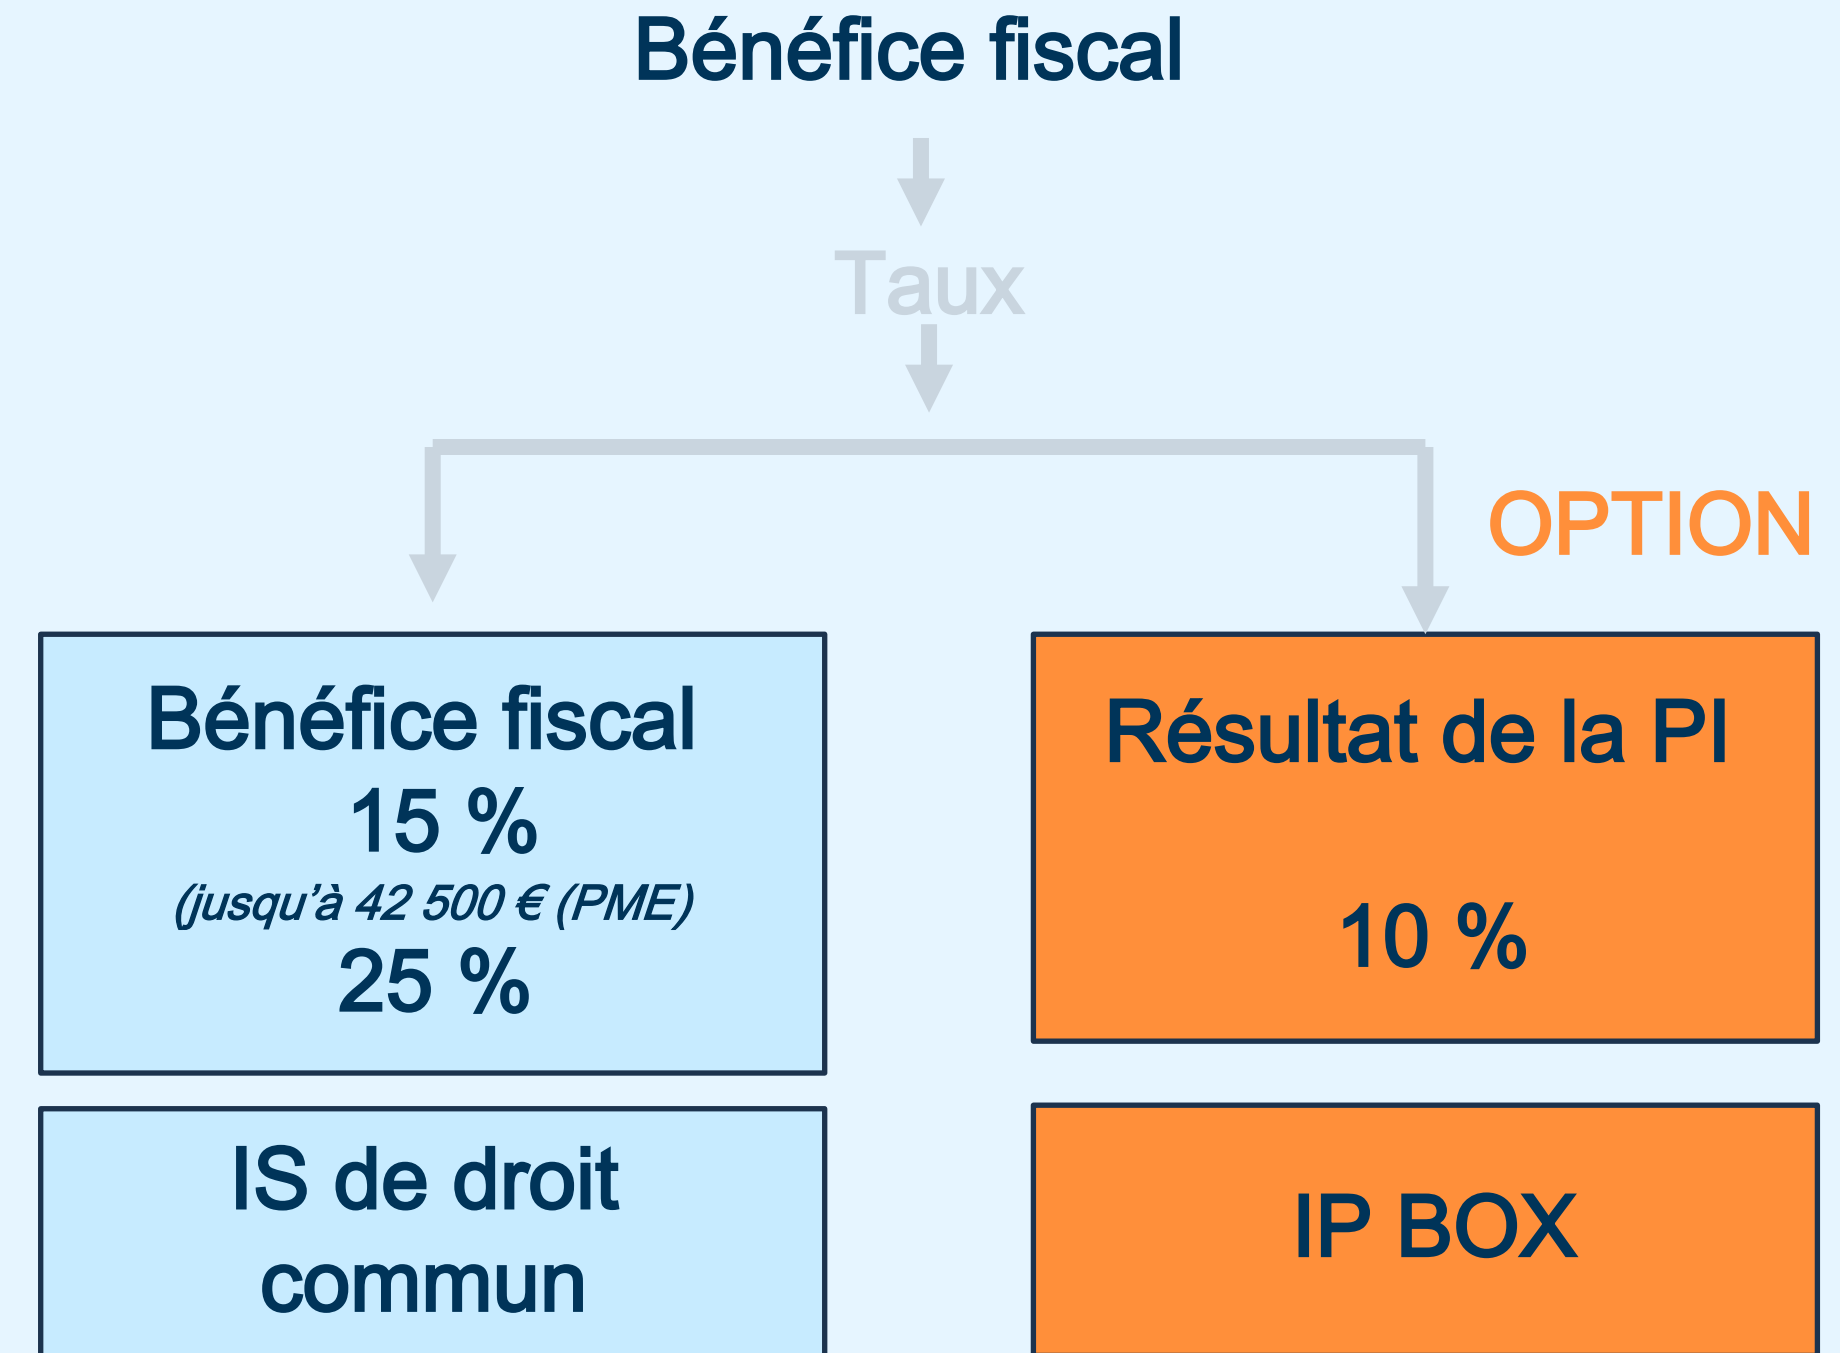 Bénéfice fiscal
Taux
OPTION
Bénéfice fiscal
15 %
(jusqu’à 42 500 € (PME)
25 %
Résultat de la PI
10 %
IS de droit
commun
IP BOX